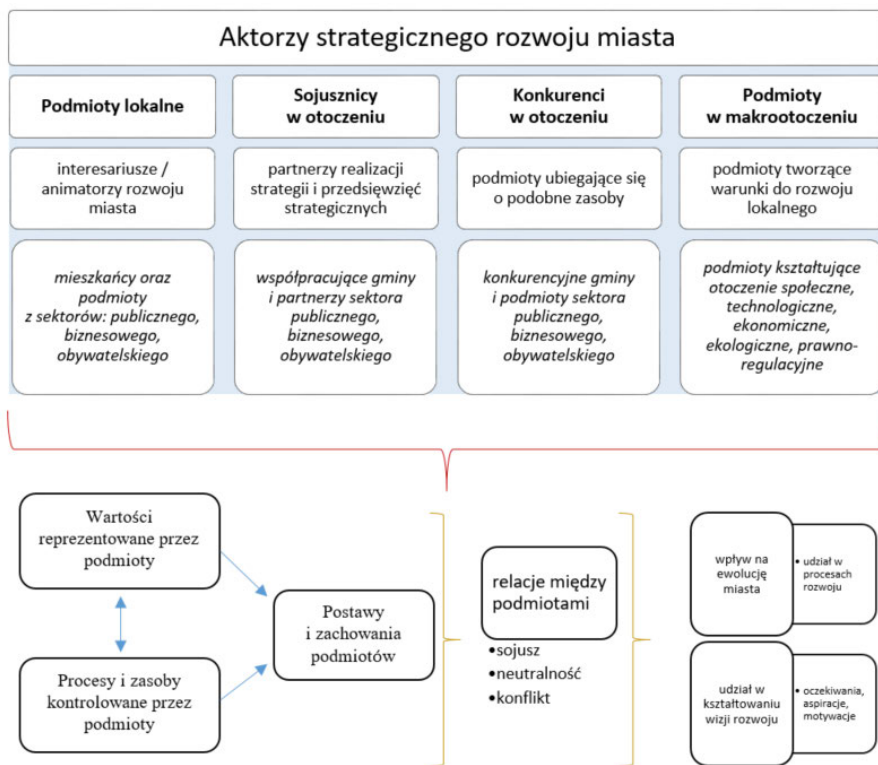 Aktorzy strategicznego rozwoju miasta
Podmioty lokalne
Sojusznicy
w otoczeniu
Konkurenci
w otoczeniu
Podmioty
w makrootoczeniu
interesariusze /
animatorzy rozwoju
miasta
partnerzy realizacji
strategii i przedsięwzięć
strategicznych
podmioty ubiegające się
o podobne zasoby
podmioty tworzące
warunki do rozwoju
lokalnego
mieszkańcy oraz
podmioty
z sektorów: publicznego,
biznesowego,
obywatelskiego
współpracujące gminy
i partnerzy sektora
publicznego,
biznesowego,
obywatelskiego
konkurencyjne gminy
i podmioty sektora
publicznego,
biznesowego,
obywatelskiego
podmioty kształtujące
otoczenie społeczne,
technologiczne,
ekonomiczne,
ekologiczne, prawno-
regulacyjne
Wartości
reprezentowane przez
podmioty
Procesy i zasoby
kontrolowane przez
podmioty
Postawy
i zachowania
podmiotów
relacje między
podmiotami
•sojusz
•neutralność
•konflikt
wpływ na
ewolucję
miasta
• udział w
procesach
rozwoju
udział w
kształtowaniu
wizji rozwoju
• oczekiwania,
aspiracje,
motywacje